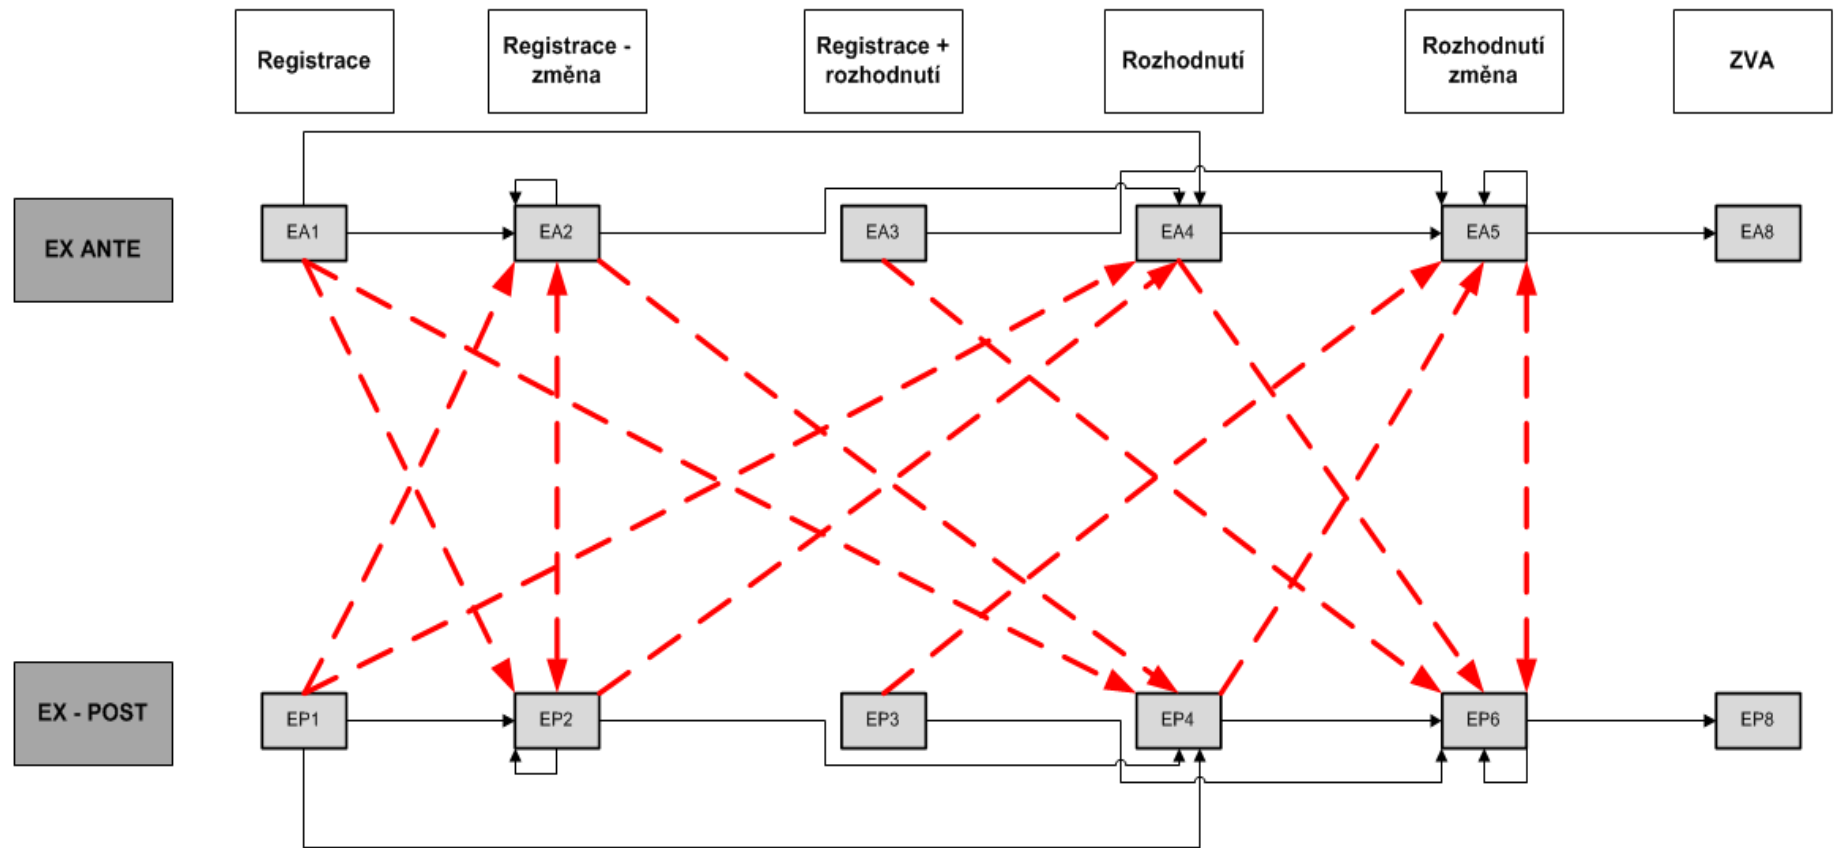 Registrace
Registrace -
změna
Registrace +
rozhodnutí
Rozhodnutí
Rozhodnutí
změna
ZVA
EX ANTE
EA1
EA2
EA3
EA4
EA5
EA8
EX - POST
EP1
EP2
EP3
EP4
EP6
EP8